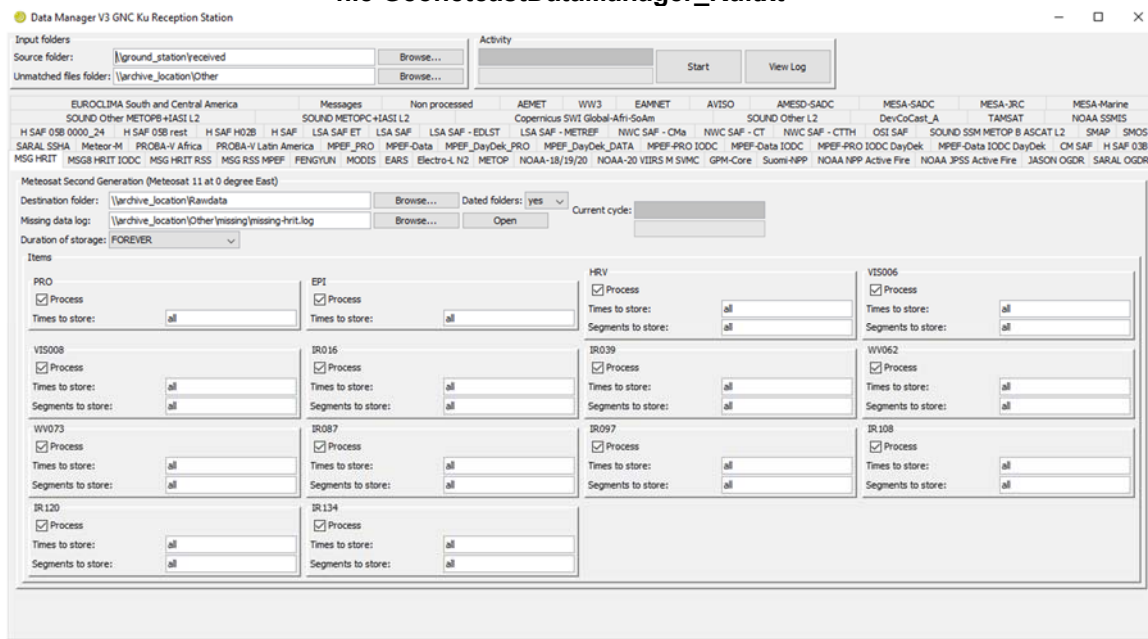 Data Manager V3 GNC Ku Reception Station
Input folders
Source folder: \\ground_station\received Browse...
Unmatched files folder: \\archive_location\Other Browse...
Activity
Start View Log
EUROCLIMA South and Central America Messages Non processed AEMET WW3 EAMNET AVISO AMESD-SADC MESA-SADC MESA-JRC MESA-Marine
SOUND Other METOPB+IASI L2 SOUND METOPC+IASI L2 Copernicus SWI Global-Afri-SoAm SOUND Other L2 DevCoCast_A TAMSAT NOAA SSMIS
H SAF 05B 0000_24 H SAF 05B rest H SAF H02B H SAF LSA SAF ET LSA SAF LSA SAF - EDLST LSA SAF - METREF NWC SAF - CMa NWC SAF - CT NWC SAF - CTTH OSI SAF SOUND SSM METOP B ASCAT L2 SMAP SMOS
SARAL SSHA Meteor-M PROBA-V Africa PROBA-V Latin America MPEF_PRO MPEF-Data MPEF_DayDek_PRO MPEF_DayDek_DATA MPEF-PRO IODC MPEF-Data IODC MPEF-PRO IODC DayDek MPEF-Data IODC DayDek CM SAF H SAF 03B
MSG HRIT MSG8 HRIT IODC MSG HRIT RSS MSG RSS MPEF FENGYUN MODIS EARS Electro-L N2 METOP NOAA-18/19/20 NOAA-20 VIIRS M SVMC GPM-Core Suomi-NPP NOAA NPP Active Fire NOAA JPSS Active Fire JASON OGDR SARAL OGDR
Meteosat Second Generation (Meteosat 11 at 0 degree East)
Destination folder: \\archive_location\Rawdata Browse... Dated folders: yes
Missing data log: \\archive_location\Other\missing\missing-hrit.log Browse... Open
Current cycle:
Duration of storage: FOREVER
Items
PRO
Process
Times to store: all
EPI
Process
Times to store: all
HRV
Process
Times to store: all
Segments to store: all
VIS006
Process
Times to store: all
Segments to store: all
VIS008
Process
Times to store: all
Segments to store: all
IR016
Process
Times to store: all
Segments to store: all
IR039
Process
Times to store: all
Segments to store: all
WV062
Process
Times to store: all
Segments to store: all
WV073
Process
Times to store: all
Segments to store: all
IR087
Process
Times to store: all
Segments to store: all
IR097
Process
Times to store: all
Segments to store: all
IR108
Process
Times to store: all
Segments to store: all
IR120
Process
Times to store: all
Segments to store: all
IR134
Process
Times to store: all
Segments to store: all